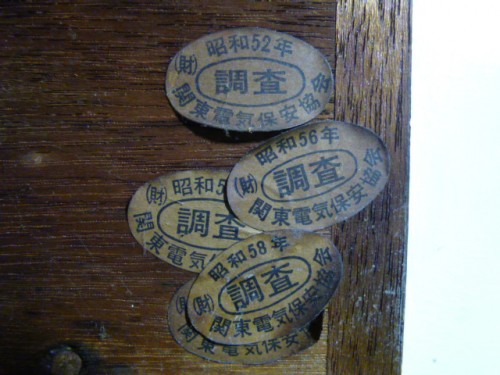 昭和52年
(財) 調査
関東電気保安協会
昭和56年
(財) 調査
関東電気保安協会
(財) 昭和5
調査
関東電気保安
昭和58年
(財) 調査
関東電気保安協会
関東電気保安